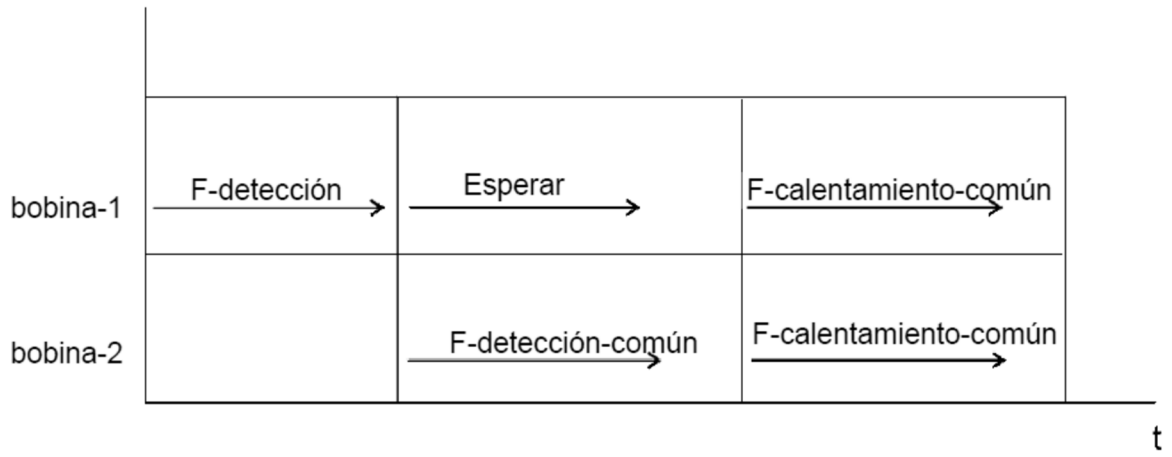 F-detección
Esperar
F-calentamiento-común
bobina-1
F-detección-común
F-calentamiento-común
bobina-2
t